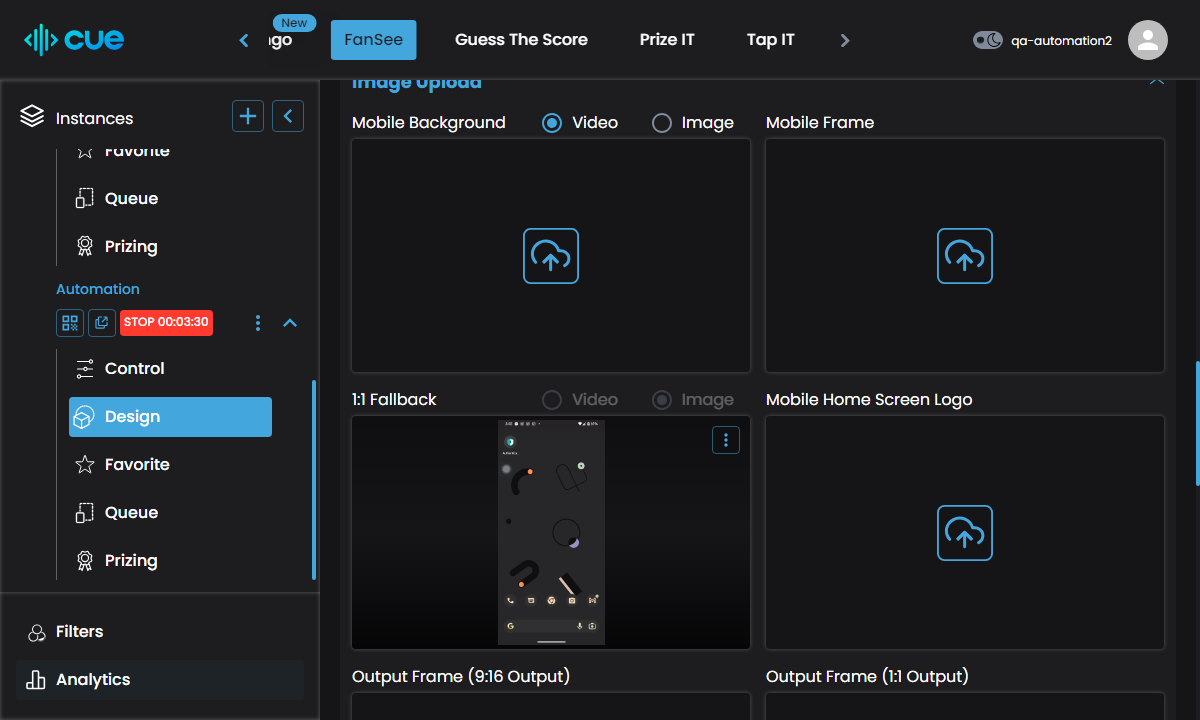 cue
New
FanSee
Guess The Score
Prize IT
Tap IT
qa-automation2
Instances
Favorite
Queue
Prizing
Automation
STOP 00:03:30
Control
Design
Favorite
Queue
Prizing
Filters
Analytics
Image Upload
Mobile Background
Video
Image
Mobile Frame
1:1 Fallback
Video
Image
Mobile Home Screen Logo
Output Frame (9:16 Output)
Output Frame (1:1 Output)